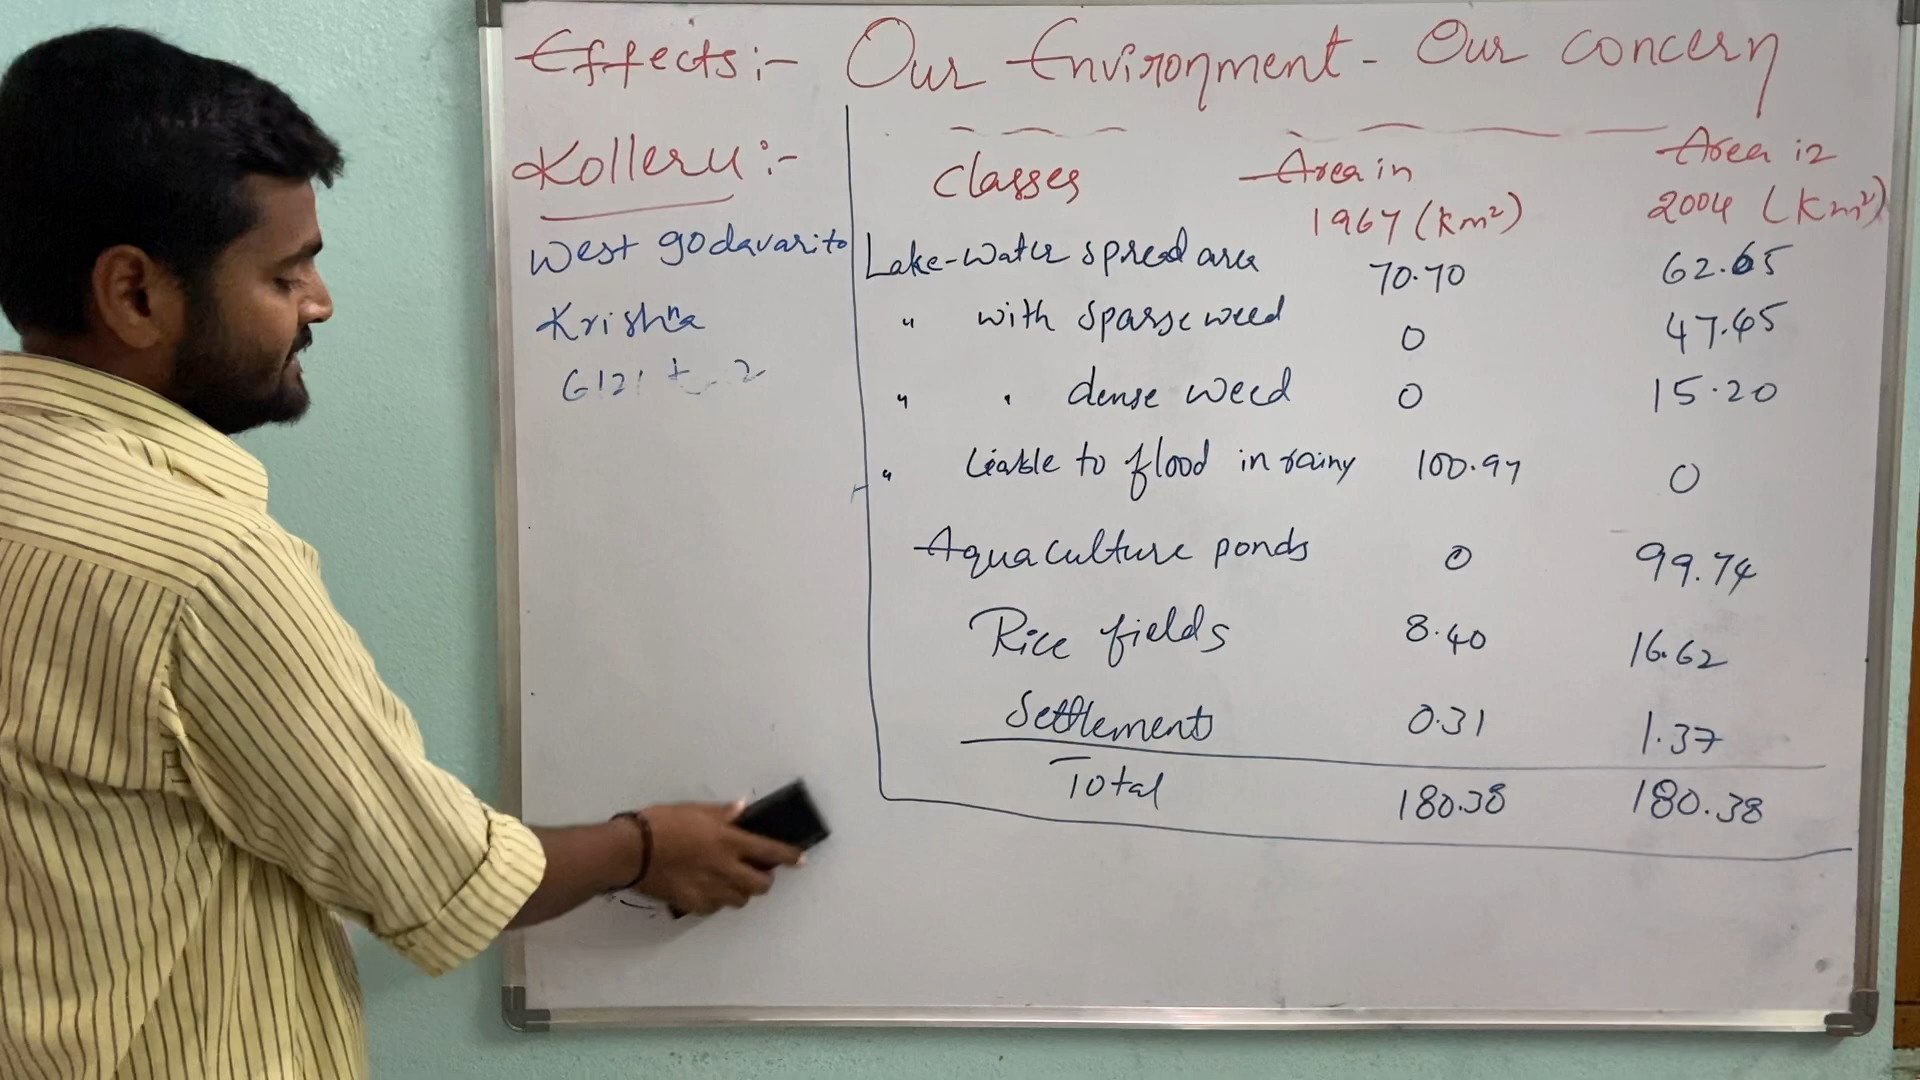 Effects:- Our Environment - Our concern
Kolleru:-
West godavari to
Krishna
Classes Area in 1967 (Km²) Area in 2004 (Km²)
Lake-Water spread area 70.70 62.65
" with sparse weed 0 47.45
" " dense weed 0 15.20
" Liable to flood in rainy 100.97 0
Aquaculture ponds 0 99.74
Rice fields 8.40 16.62
Settlements 0.31 1.37
Total 180.38 180.38